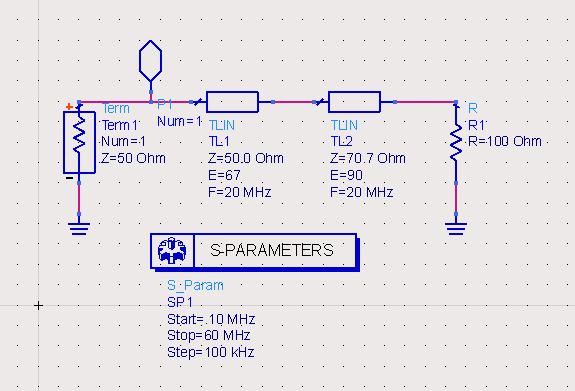 Term
Term1
Num=1
Z=50 Ohm
P1
Num=1
TLIN
TL1
Z=50.0 Ohm
E=67
F=20 MHz
TLIN
TL2
Z=70.7 Ohm
E=90
F=20 MHz
R
R1
R=100 Ohm
S-PARAMETERS
S_Param
SP1
Start=.10 MHz
Stop=60 MHz
Step=100 kHz